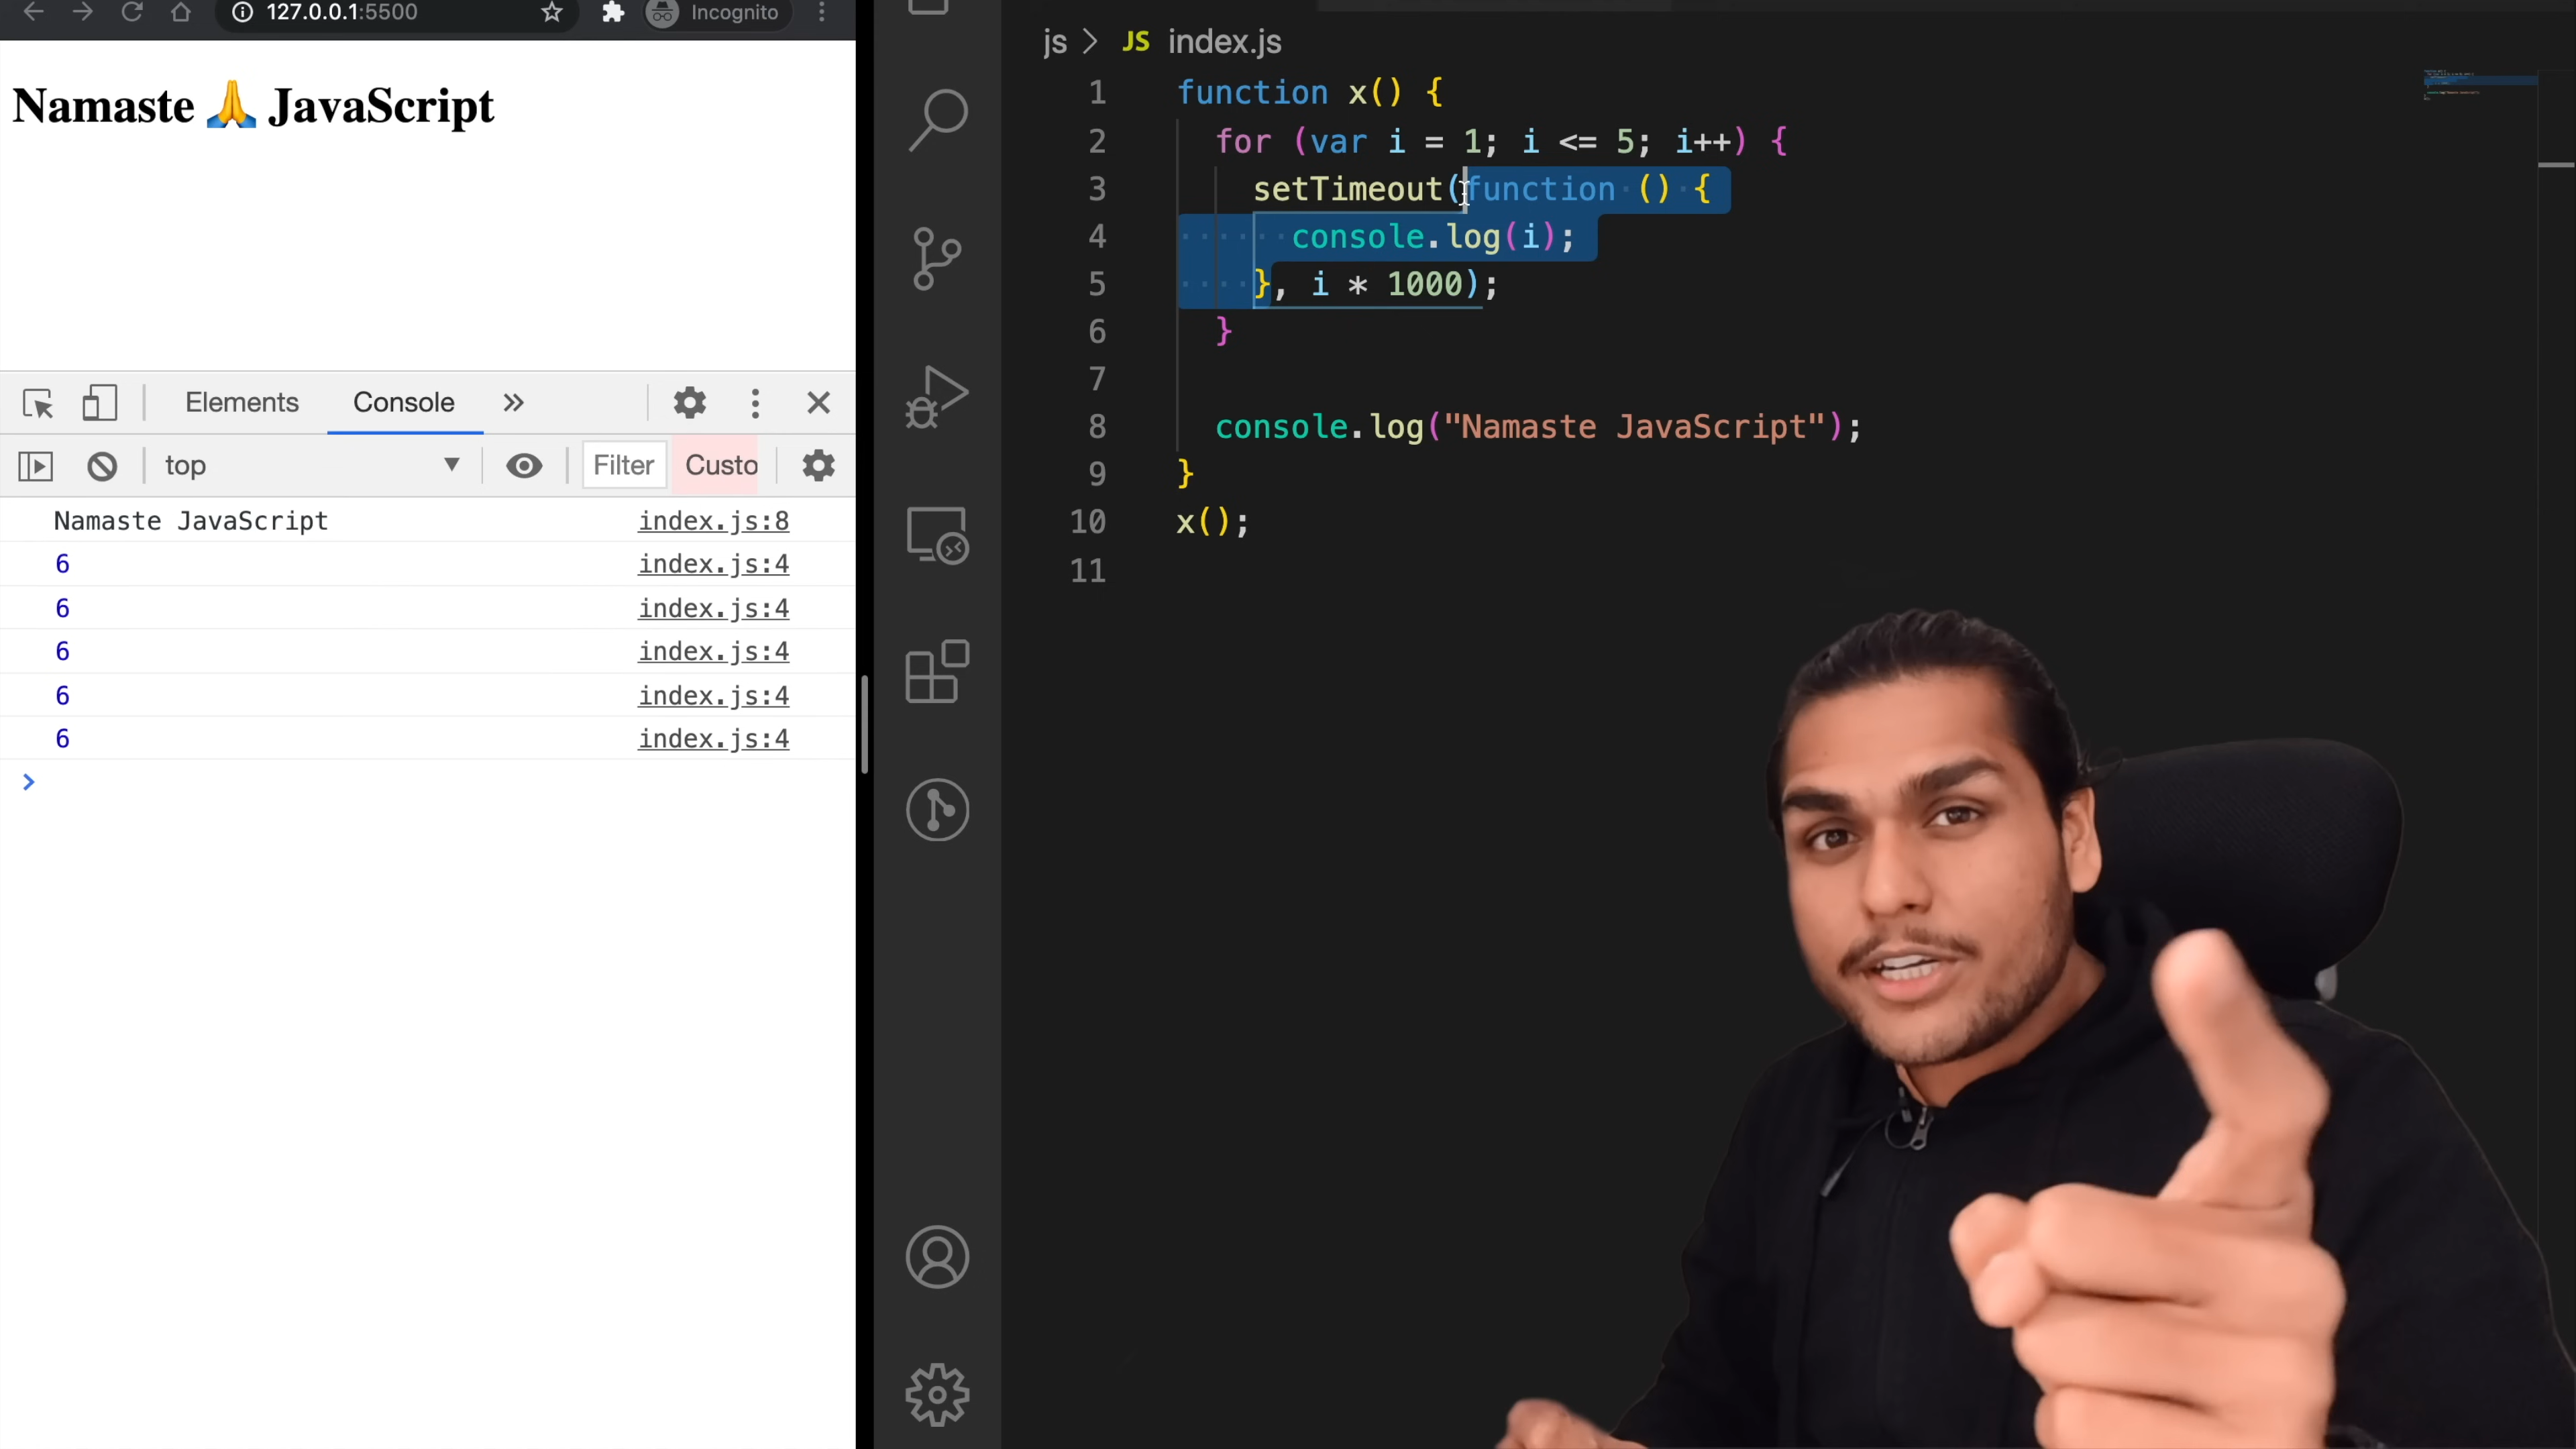 127.0.0.1:5500
Incognito
Namaste 🙏 JavaScript
Elements Console
top Filter Custo
Namaste JavaScript index.js:8
6 index.js:4
6 index.js:4
6 index.js:4
6 index.js:4
6 index.js:4
js > JS index.js
1 function x() {
2 for (var i = 1; i <= 5; i++) {
3 setTimeout(function () {
4 console.log(i);
5 }, i * 1000);
6 }
7
8 console.log("Namaste JavaScript");
9 }
10 x();
11